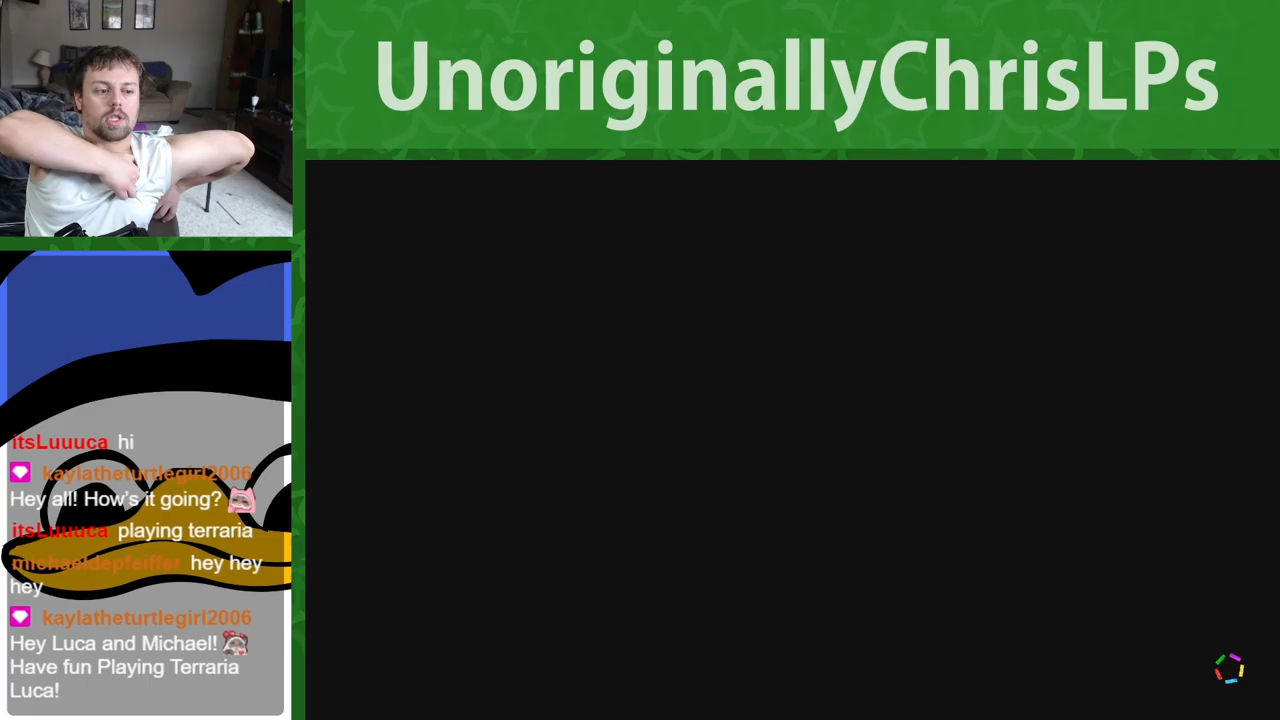 UnoriginallyChrisLPs
itsLuuuca hi
kaylatheturtlegirl2006
Hey all! How's it going?
itsLuuuca playing terraria
michaeldepfeiffer hey hey
hey
kaylatheturtlegirl2006
Hey Luca and Michael!
Have fun Playing Terraria
Luca!